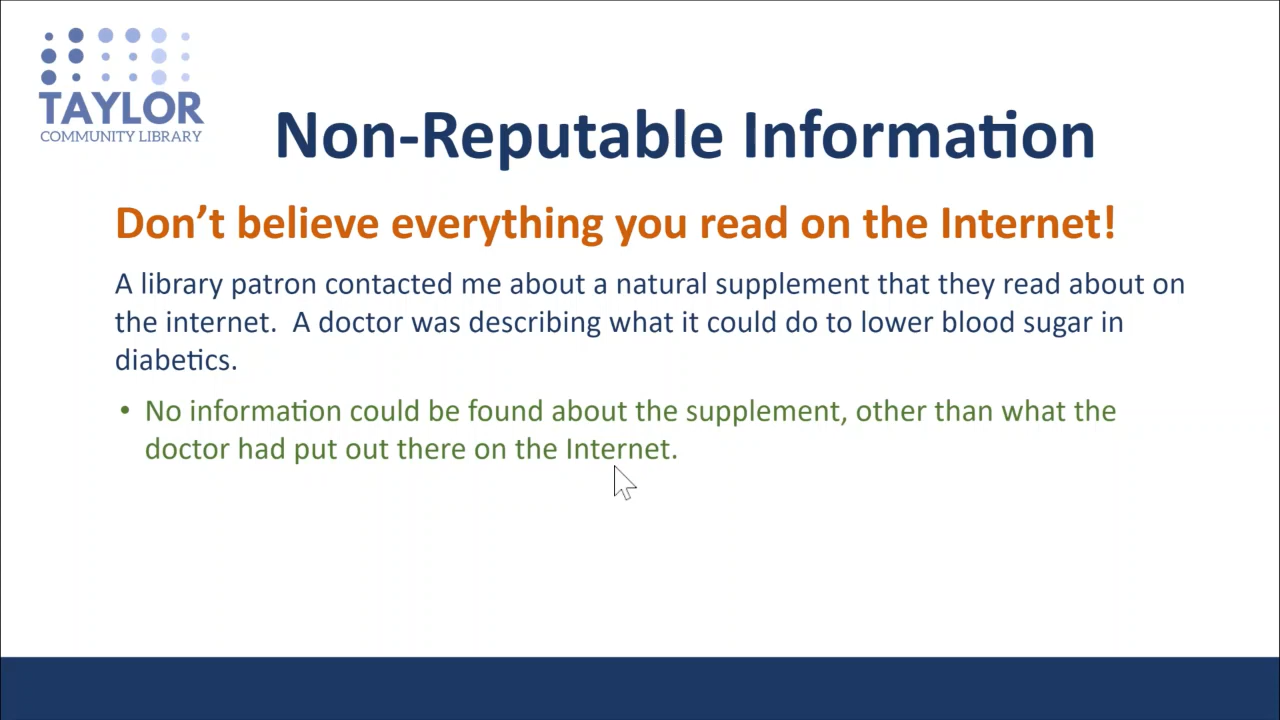 TAYLOR
COMMUNITY LIBRARY
Non-Reputable Information
Don’t believe everything you read on the Internet!
A library patron contacted me about a natural supplement that they read about on
the internet.  A doctor was describing what it could do to lower blood sugar in
diabetics.
• No information could be found about the supplement, other than what the
doctor had put out there on the Internet.